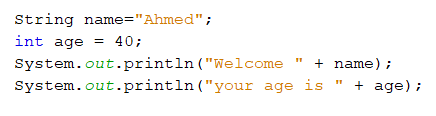 String name="Ahmed";
int age = 40;
System.out.println("Welcome " + name);
System.out.println("your age is " + age);